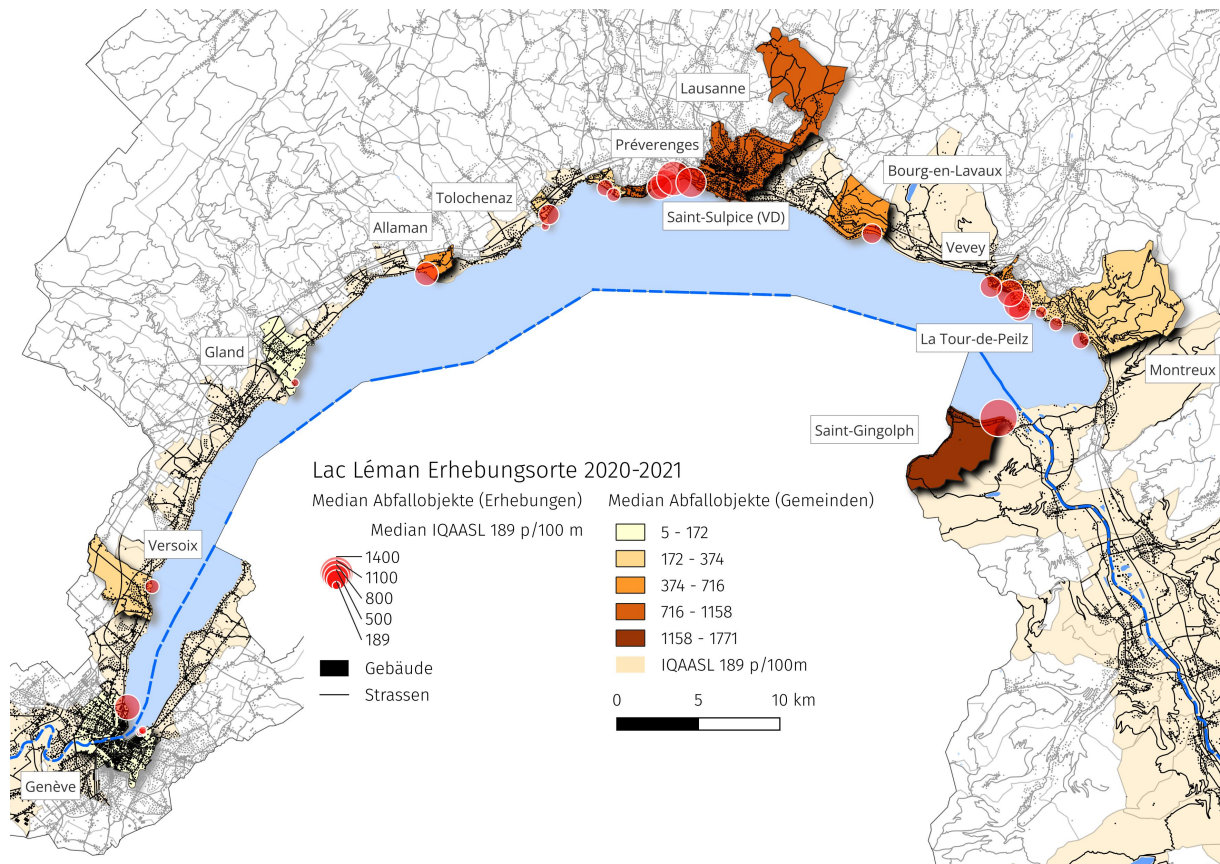 Lausanne
Préverenges
Bourg-en-Lavaux
Tolochenaz
Saint-Sulpice (VD)
Allaman
Vevey
Gland
La Tour-de-Peilz
Montreux
Saint-Gingolph
Versoix
Genève
Lac Léman Erhebungsorte 2020-2021
Median Abfallobjekte (Erhebungen)
Median IQAASL 189 p/100 m
1400
1100
800
500
189
Gebäude
Strassen
Median Abfallobjekte (Gemeinden)
5 - 172
172 - 374
374 - 716
716 - 1158
1158 - 1771
IQAASL 189 p/100m
0 5 10 km